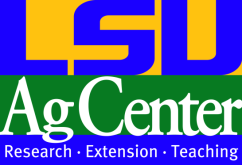 LSU
AgCenter
Research · Extension · Teaching